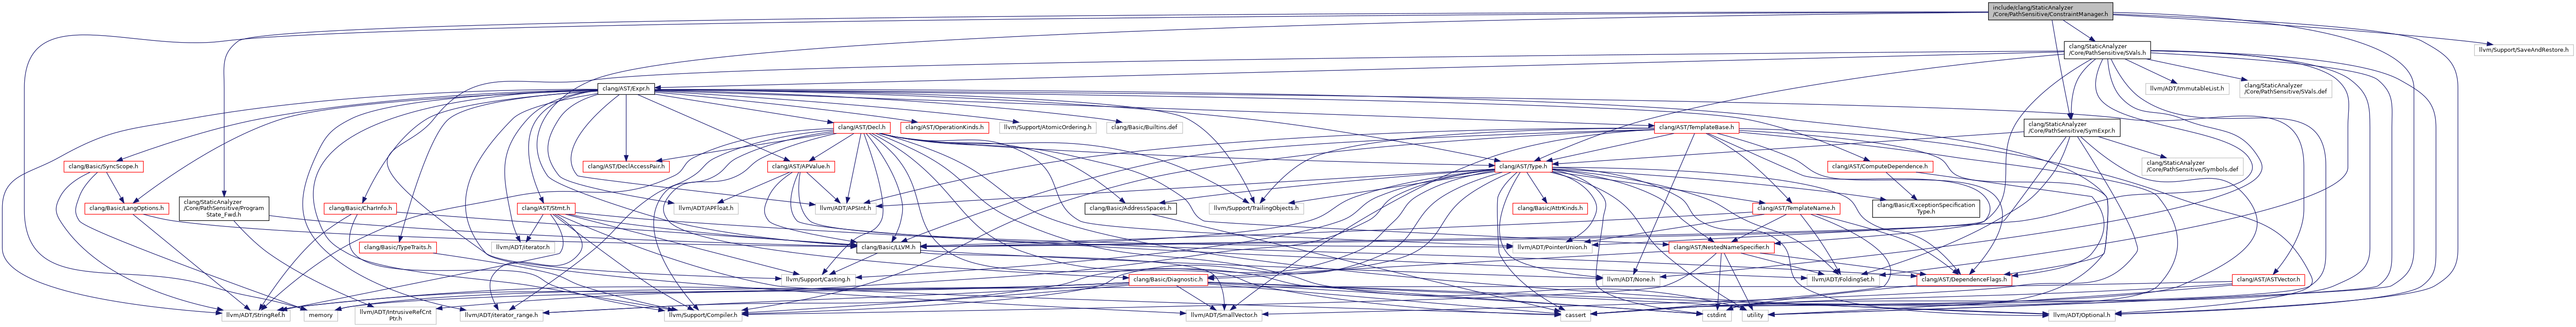 include/clang/StaticAnalyzer
/Core/PathSensitive/ConstraintManager.h
clang/StaticAnalyzer
/Core/PathSensitive/SVals.h
llvm/Support/SaveAndRestore.h
clang/AST/Expr.h
llvm/ADT/ImmutableList.h
clang/StaticAnalyzer
/Core/PathSensitive/SVals.def
clang/AST/Decl.h
clang/AST/OperationKinds.h
llvm/Support/AtomicOrdering.h
clang/Basic/Builtins.def
clang/AST/TemplateBase.h
clang/StaticAnalyzer
/Core/PathSensitive/SymExpr.h
clang/Basic/SyncScope.h
clang/AST/DeclAccessPair.h
clang/AST/APValue.h
clang/AST/Type.h
clang/AST/ComputeDependence.h
clang/StaticAnalyzer
/Core/PathSensitive/Symbols.def
clang/Basic/LangOptions.h
clang/StaticAnalyzer
/Core/PathSensitive/Program
State_Fwd.h
clang/Basic/CharInfo.h
clang/AST/Stmt.h
llvm/ADT/APFloat.h
llvm/ADT/APSInt.h
clang/Basic/AddressSpaces.h
llvm/Support/TrailingObjects.h
clang/Basic/AttrKinds.h
clang/AST/TemplateName.h
clang/Basic/ExceptionSpecification
Type.h
clang/Basic/TypeTraits.h
llvm/ADT/iterator.h
clang/Basic/LLVM.h
llvm/ADT/PointerUnion.h
clang/AST/NestedNameSpecifier.h
llvm/Support/Casting.h
clang/Basic/Diagnostic.h
llvm/ADT/None.h
llvm/ADT/FoldingSet.h
clang/AST/DependenceFlags.h
clang/AST/ASTVector.h
llvm/ADT/StringRef.h
memory
llvm/ADT/IntrusiveRefCnt
Ptr.h
llvm/ADT/iterator_range.h
llvm/Support/Compiler.h
llvm/ADT/SmallVector.h
cassert
cstdint
utility
llvm/ADT/Optional.h